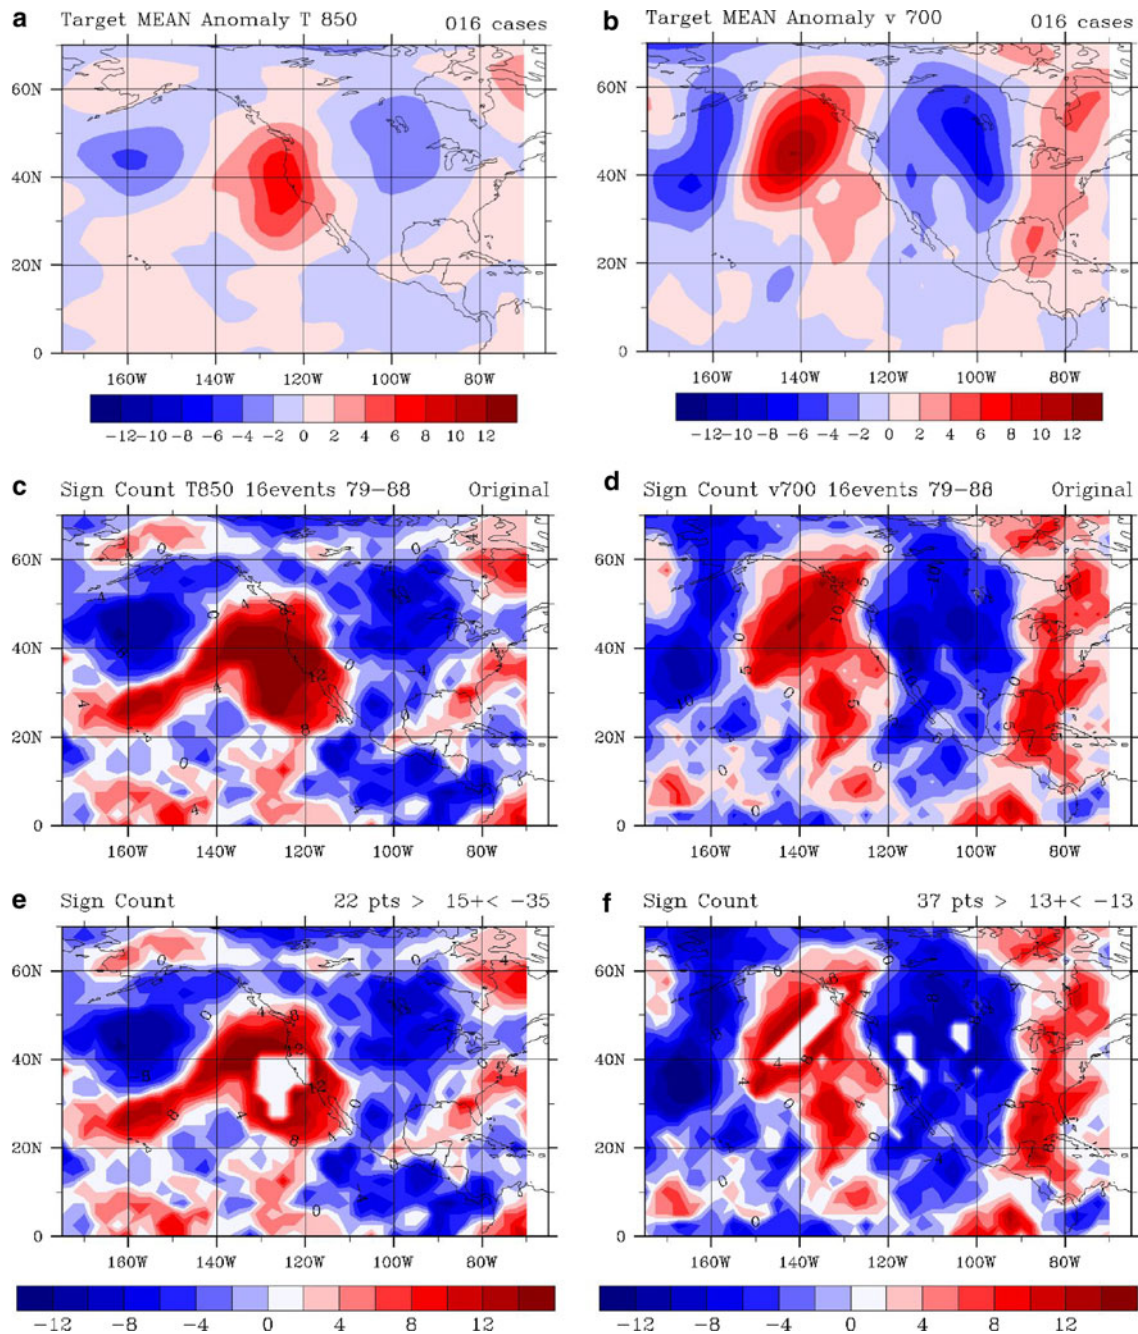 a Target MEAN Anomaly T 850 016 cases
60N
40N
20N
0
160W 140W 120W 100W 80W
−12 −10 −8 −6 −4 −2 0 2 4 6 8 10 12
b Target MEAN Anomaly v 700 016 cases
60N
40N
20N
0
160W 140W 120W 100W 80W
−12 −10 −8 −6 −4 −2 0 2 4 6 8 10 12
c Sign Count T850 16events 79−88 Original
60N
40N
20N
0
160W 140W 120W 100W 80W
d Sign Count v700 16events 79−88 Original
60N
40N
20N
0
160W 140W 120W 100W 80W
e Sign Count 22 pts > 15+< −35
60N
40N
20N
0
160W 140W 120W 100W 80W
−12 −8 −4 0 4 8 12
f Sign Count 37 pts > 13+< −13
60N
40N
20N
0
160W 140W 120W 100W 80W
−12 −8 −4 0 2 4 8 12